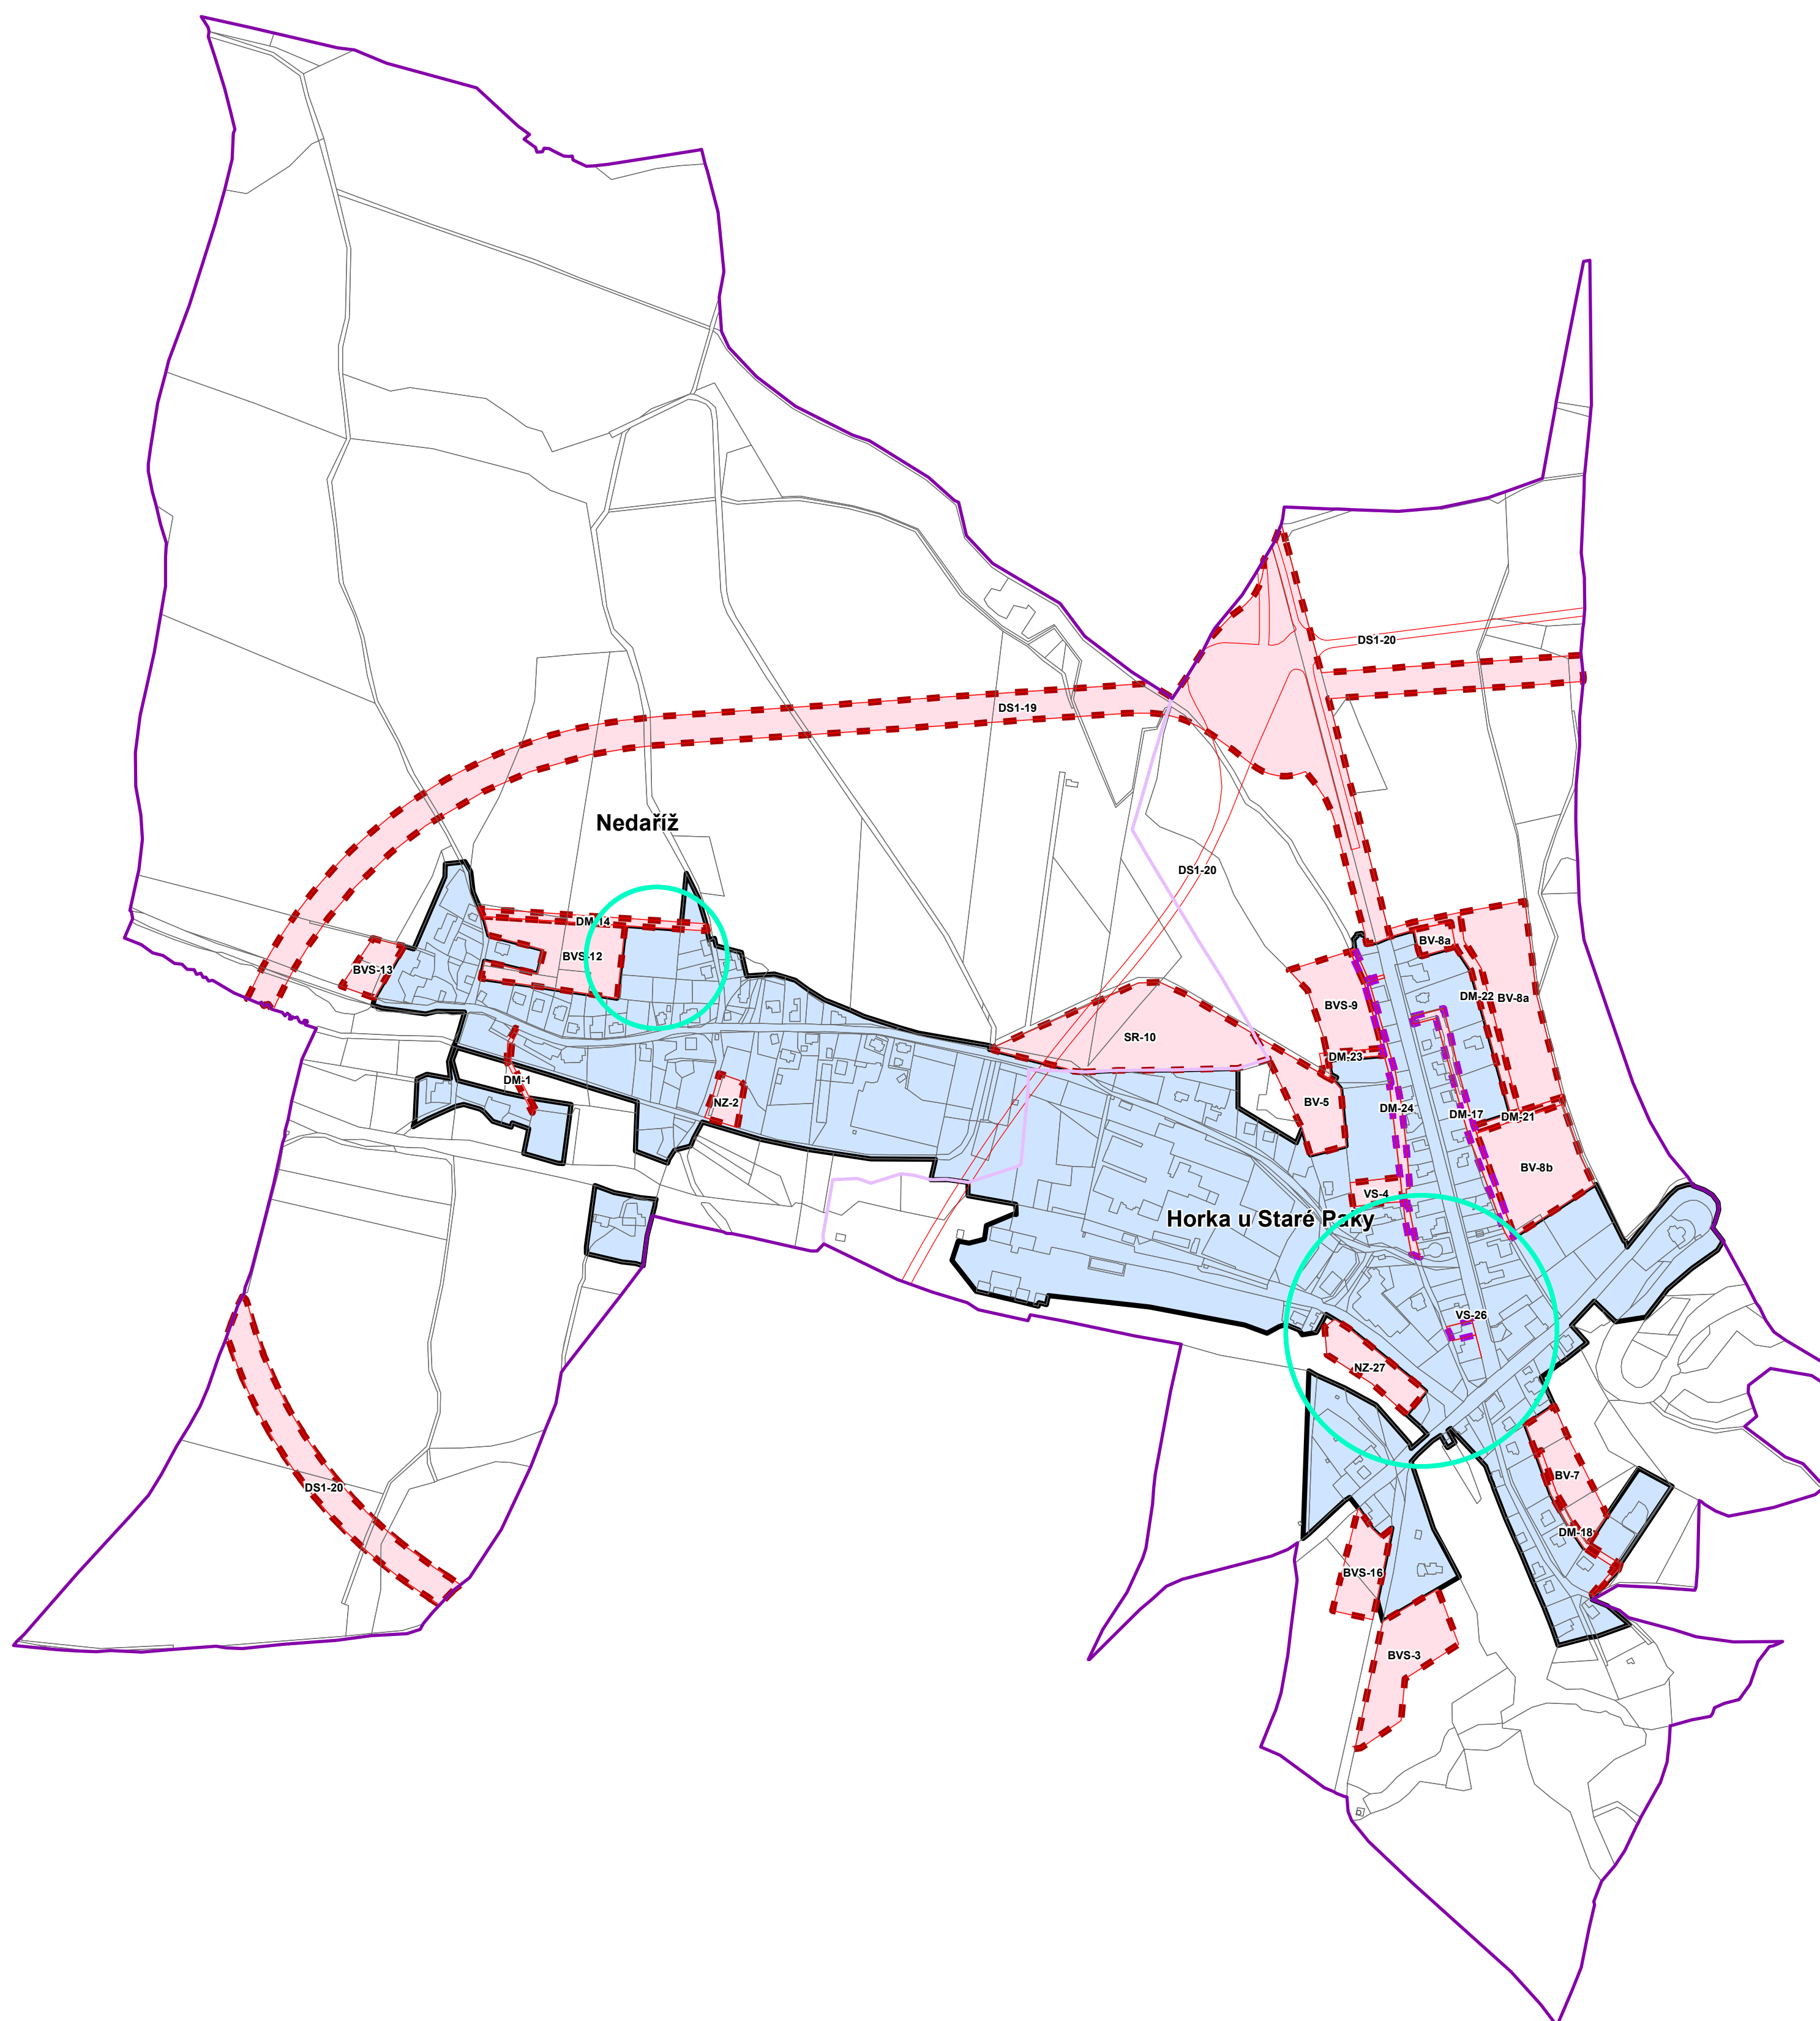 DS1-20
DS1-19
Nedaříž
DS1-20
DM-14
BV-8a
BVS-12
BVS-13
DM-22
BV-8a
BVS-9
SR-10
DM-23
DM-1
NZ-2
BV-5
DM-24
DM-17
DM-21
BV-8b
VS-4
Horka u Staré Paky
VS-26
NZ-27
BV-7
DS1-20
DM-18
BVS-16
BVS-3